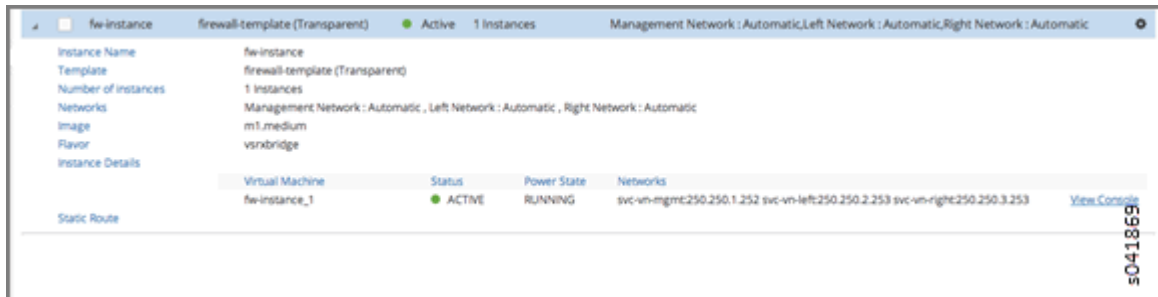 fw-instance firewall-template (Transparent) Active 1 Instances Management Network : Automatic,Left Network : Automatic,Right Network : Automatic
Instance Name fw-instance
Template firewall-template (Transparent)
Number of instances 1 Instances
Networks Management Network : Automatic , Left Network : Automatic , Right Network : Automatic
Image m1.medium
Flavor vsrxbridge
Instance Details
Virtual Machine Status Power State Networks
fw-instance_1 ACTIVE RUNNING svc-vn-mgmt:250.250.1.252 svc-vn-left:250.250.2.253 svc-vn-right:250.250.3.253 View Console
Static Route
s041869